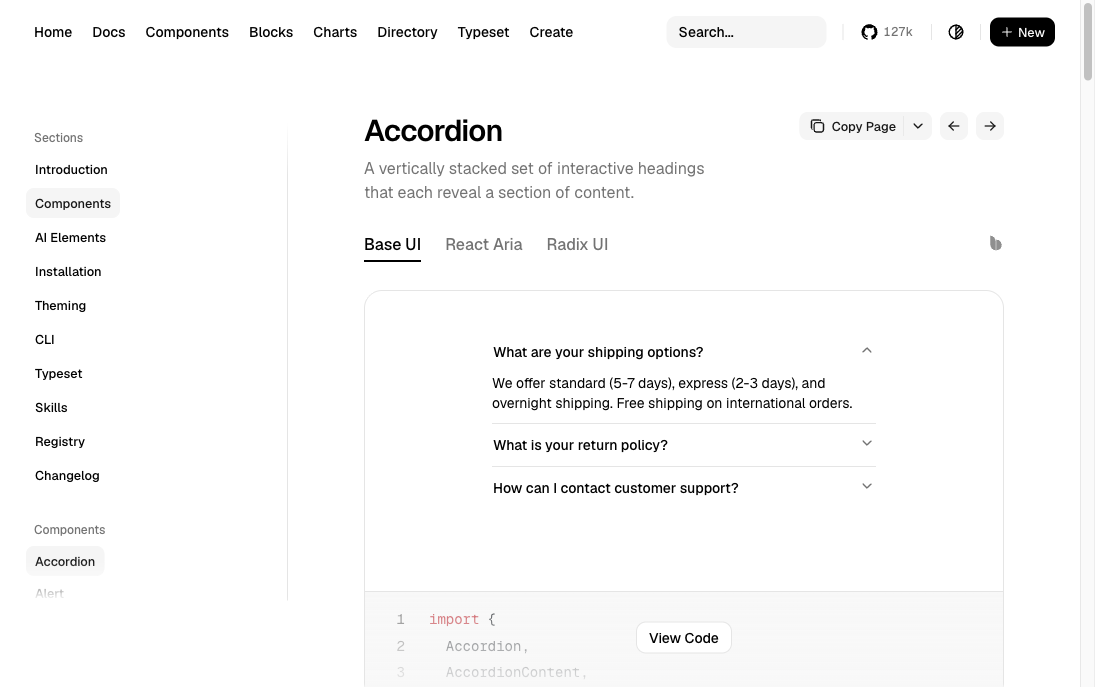 Home Docs Components Blocks Charts Directory Typeset Create Search... 127k New
Sections
Introduction
Components
AI Elements
Installation
Theming
CLI
Typeset
Skills
Registry
Changelog
Components
Accordion
Alert
Accordion
Copy Page
A vertically stacked set of interactive headings
that each reveal a section of content.
Base UI React Aria Radix UI
What are your shipping options?
We offer standard (5-7 days), express (2-3 days), and
overnight shipping. Free shipping on international orders.
What is your return policy?
How can I contact customer support?
1 import {
2 Accordion,
3 AccordionContent,
View Code